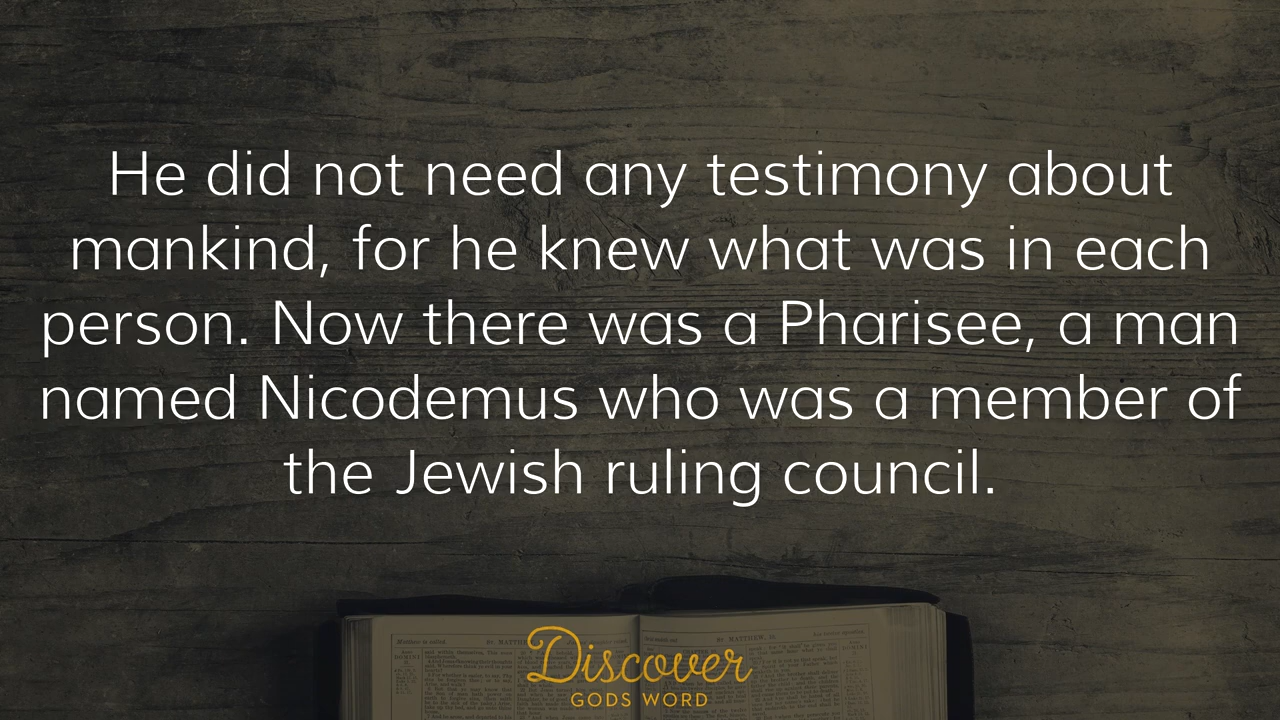 He did not need any testimony about
mankind, for he knew what was in each
person. Now there was a Pharisee, a man
named Nicodemus who was a member of
the Jewish ruling council.
Discover
GODS WORD